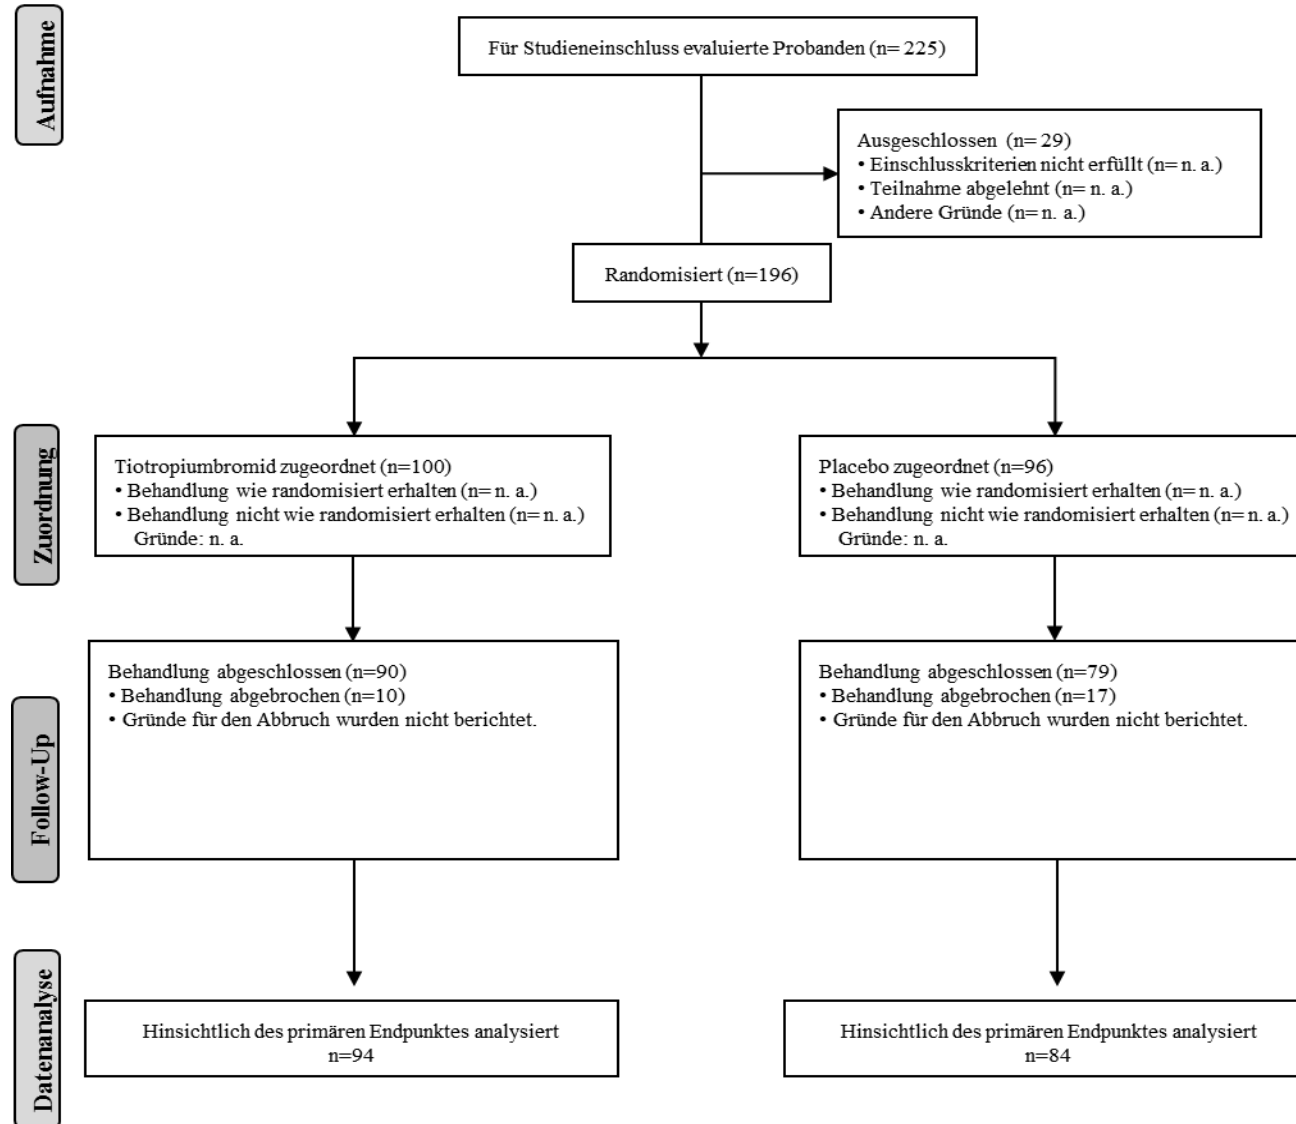 Aufnahme
Für Studieneinschluss evaluierte Probanden (n= 225)
Ausgeschlossen (n= 29)
• Einschlusskriterien nicht erfüllt (n= n. a.)
• Teilnahme abgelehnt (n= n. a.)
• Andere Gründe (n= n. a.)
Randomisiert (n=196)
Zuordnung
Tiotropiumbromid zugeordnet (n=100)
• Behandlung wie randomisiert erhalten (n= n. a.)
• Behandlung nicht wie randomisiert erhalten (n= n. a.)
Gründe: n. a.
Placebo zugeordnet (n=96)
• Behandlung wie randomisiert erhalten (n= n. a.)
• Behandlung nicht wie randomisiert erhalten (n= n. a.)
Gründe: n. a.
Follow-Up
Behandlung abgeschlossen (n=90)
• Behandlung abgebrochen (n=10)
• Gründe für den Abbruch wurden nicht berichtet.
Behandlung abgeschlossen (n=79)
• Behandlung abgebrochen (n=17)
• Gründe für den Abbruch wurden nicht berichtet.
Datenanalyse
Hinsichtlich des primären Endpunktes analysiert
n=94
Hinsichtlich des primären Endpunktes analysiert
n=84